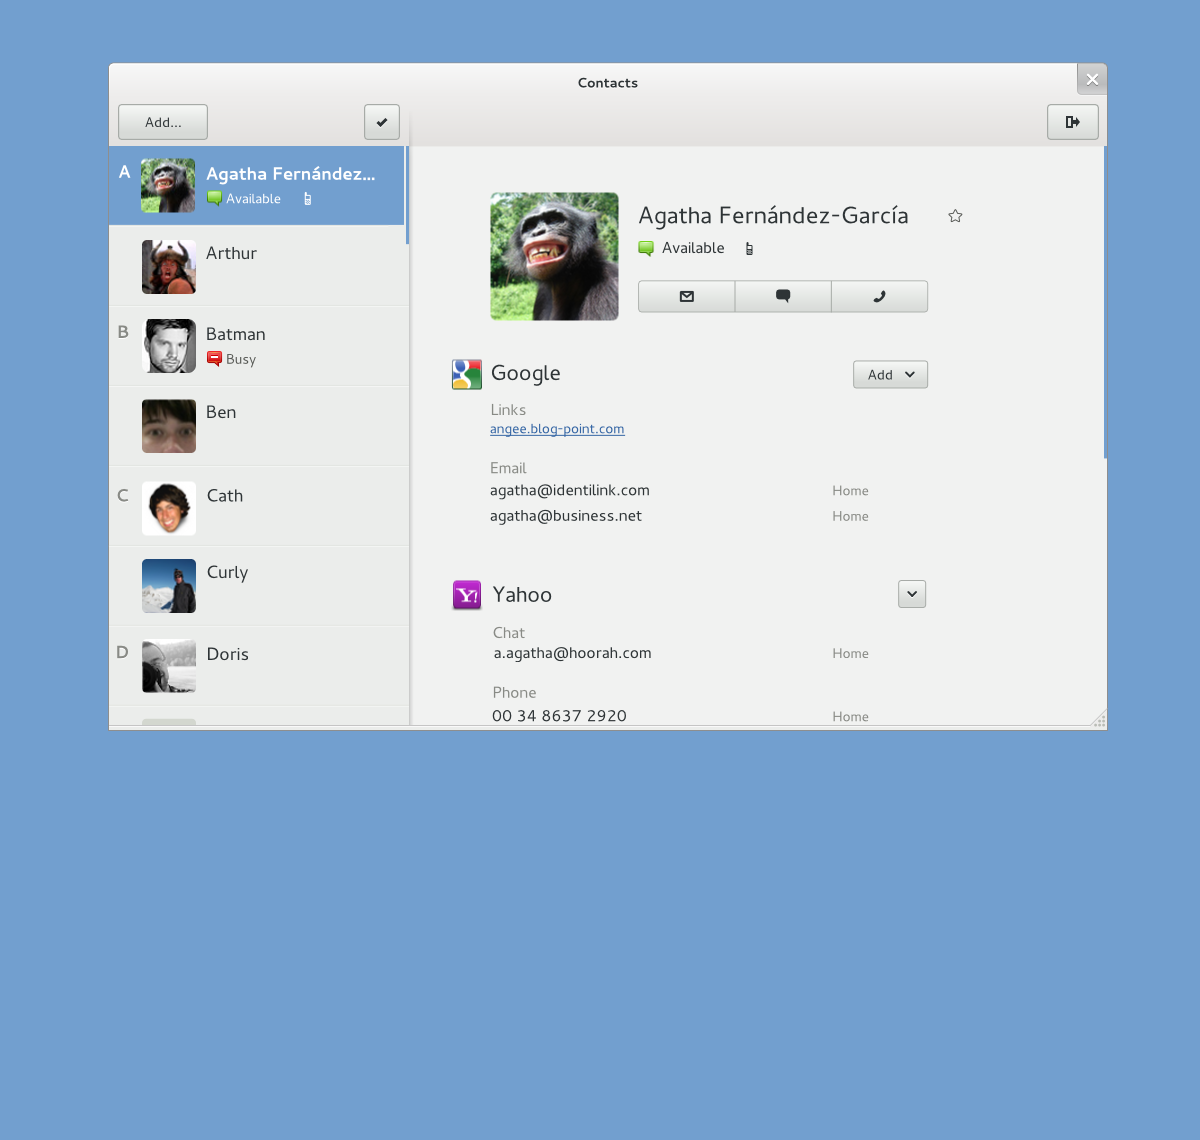 Contacts
Add...
A
Agatha Fernández...
Available
Arthur
B
Batman
Busy
Ben
C
Cath
Curly
D
Doris
Agatha Fernández-García
Available
Google
Add
Links
angee.blog-point.com
Email
agatha@identilink.com Home
agatha@business.net Home
Y!
Yahoo
Chat
a.agatha@hoorah.com Home
Phone
00 34 8637 2920 Home